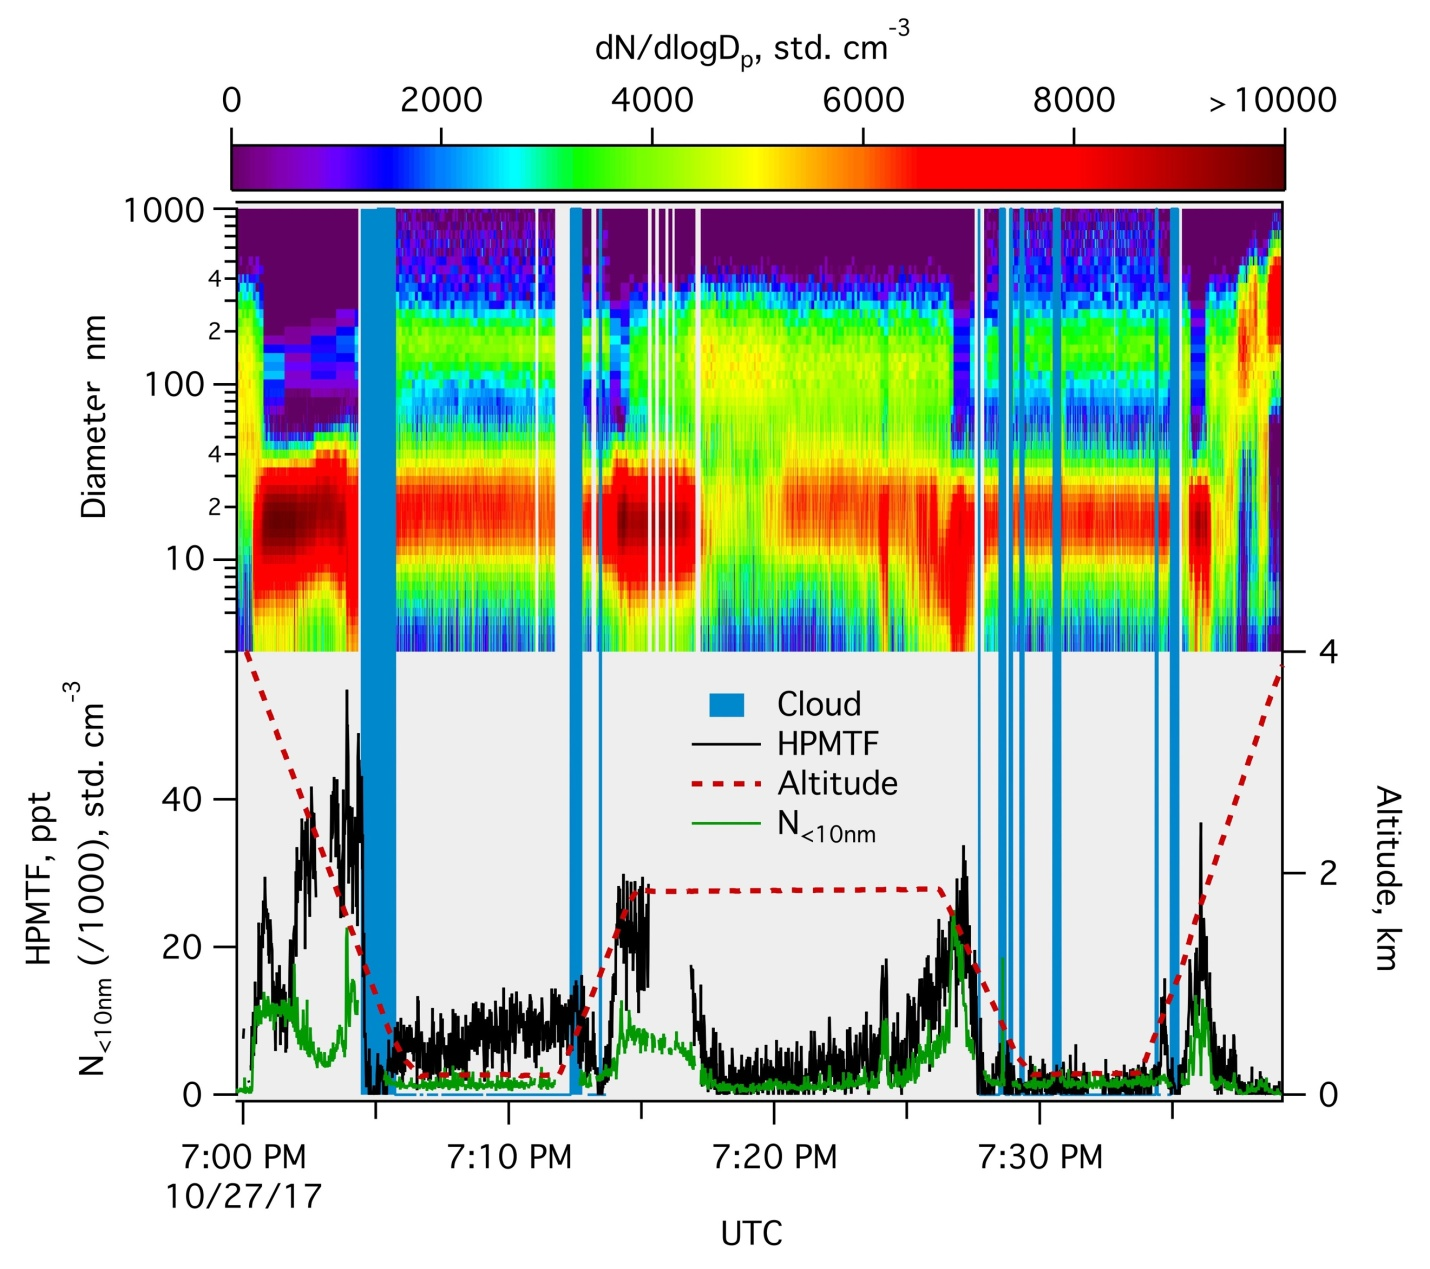 dN/dlogDp, std. cm-3
0 2000 4000 6000 8000 > 10000
1000
4
2
100
4
2
10
Diameter nm
4
2
0
Altitude, km
40
20
0
HPMTF, ppt
N<10nm (/1000), std. cm-3
Cloud
HPMTF
Altitude
N<10nm
7:00 PM 7:10 PM 7:20 PM 7:30 PM
10/27/17
UTC